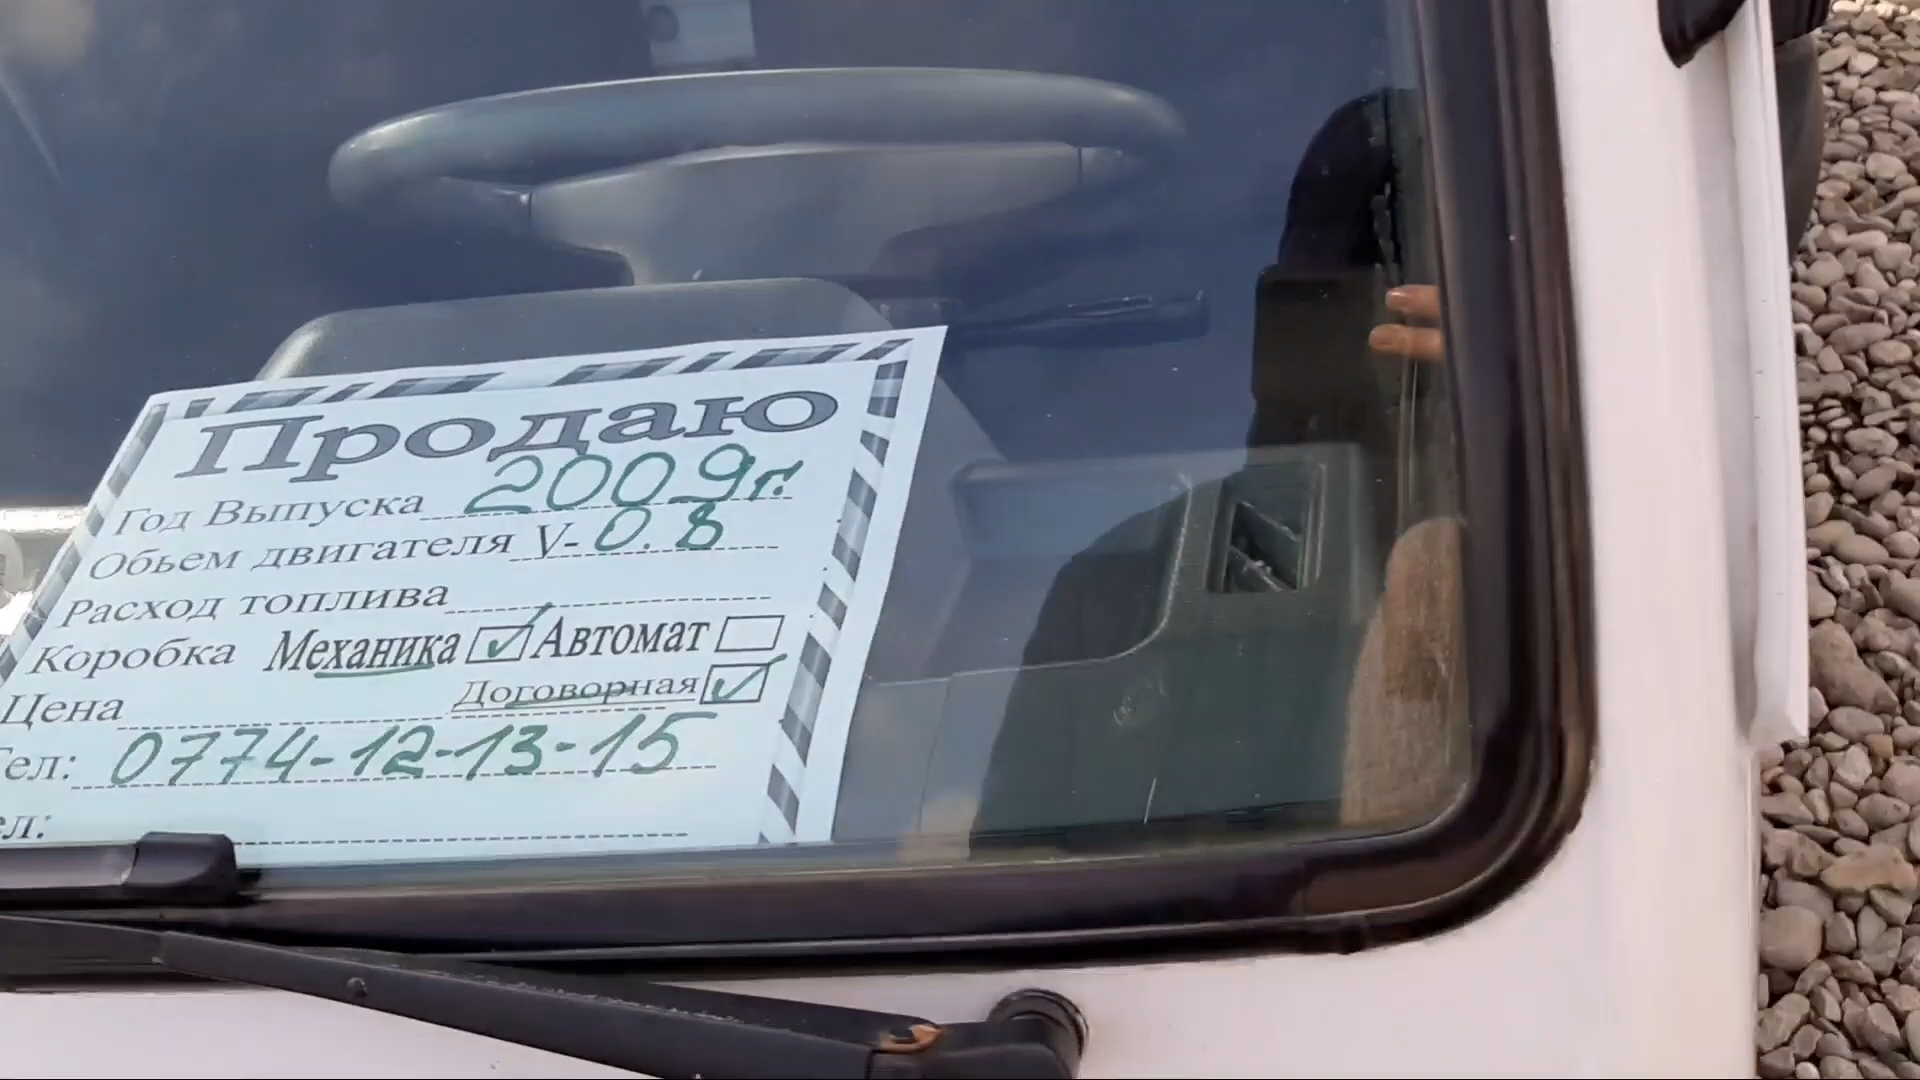 Продаю
Год Выпуска 2009г.
Обьем двигателя V-0.8
Расход топлива
Коробка Механика Автомат
Цена Договорная
Тел: 0774-12-13-15
ел: